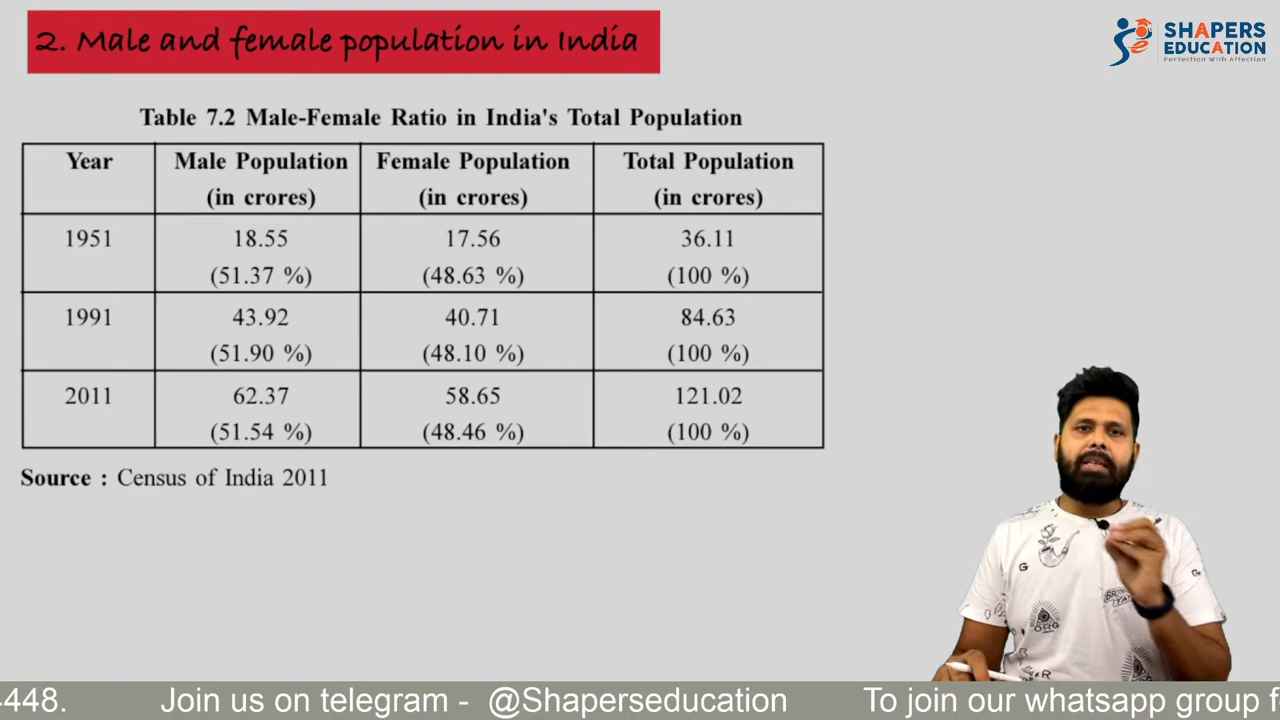 2. Male and female population in India
SHAPERS
EDUCATION
Perfection With Affection
Table 7.2 Male-Female Ratio in India's Total Population
Year Male Population Female Population Total Population
(in crores) (in crores) (in crores)
1951 18.55 17.56 36.11
(51.37 %) (48.63 %) (100 %)
1991 43.92 40.71 84.63
(51.90 %) (48.10 %) (100 %)
2011 62.37 58.65 121.02
(51.54 %) (48.46 %) (100 %)
Source : Census of India 2011
-448. Join us on telegram - @Shaperseducation To join our whatsapp group f